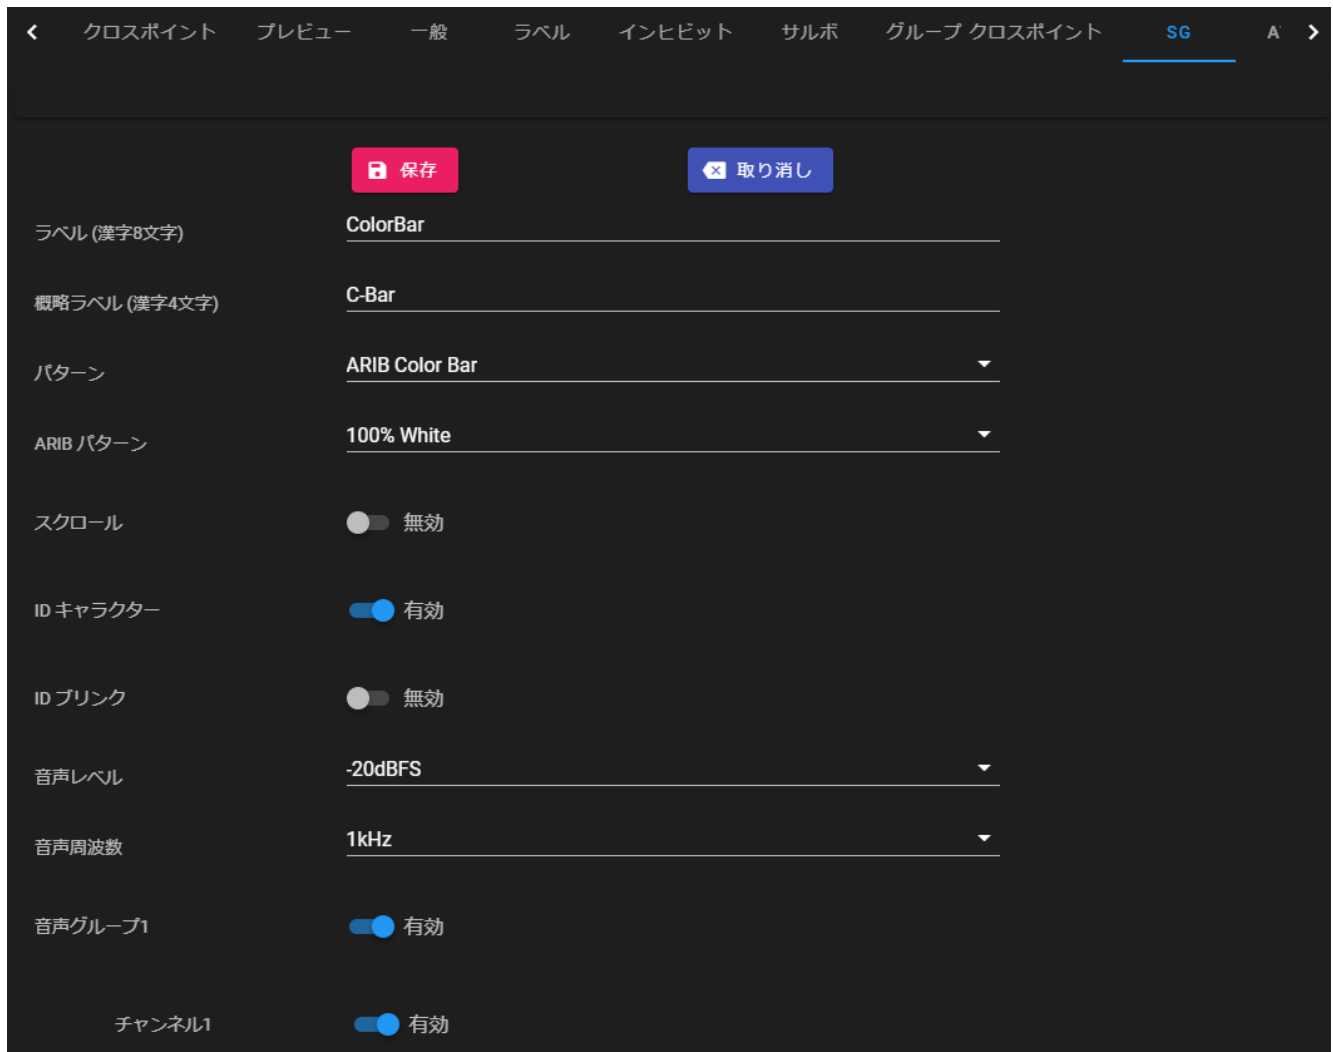 クロスポイント プレビュー 一般 ラベル インヒビット サルボ グループ クロスポイント SG
保存 取り消し
ラベル (漢字8文字) ColorBar
概略ラベル (漢字4文字) C-Bar
パターン ARIB Color Bar
ARIB パターン 100% White
スクロール 無効
ID キャラクター 有効
ID ブリンク 無効
音声レベル -20dBFS
音声周波数 1kHz
音声グループ1 有効
チャンネル1 有効